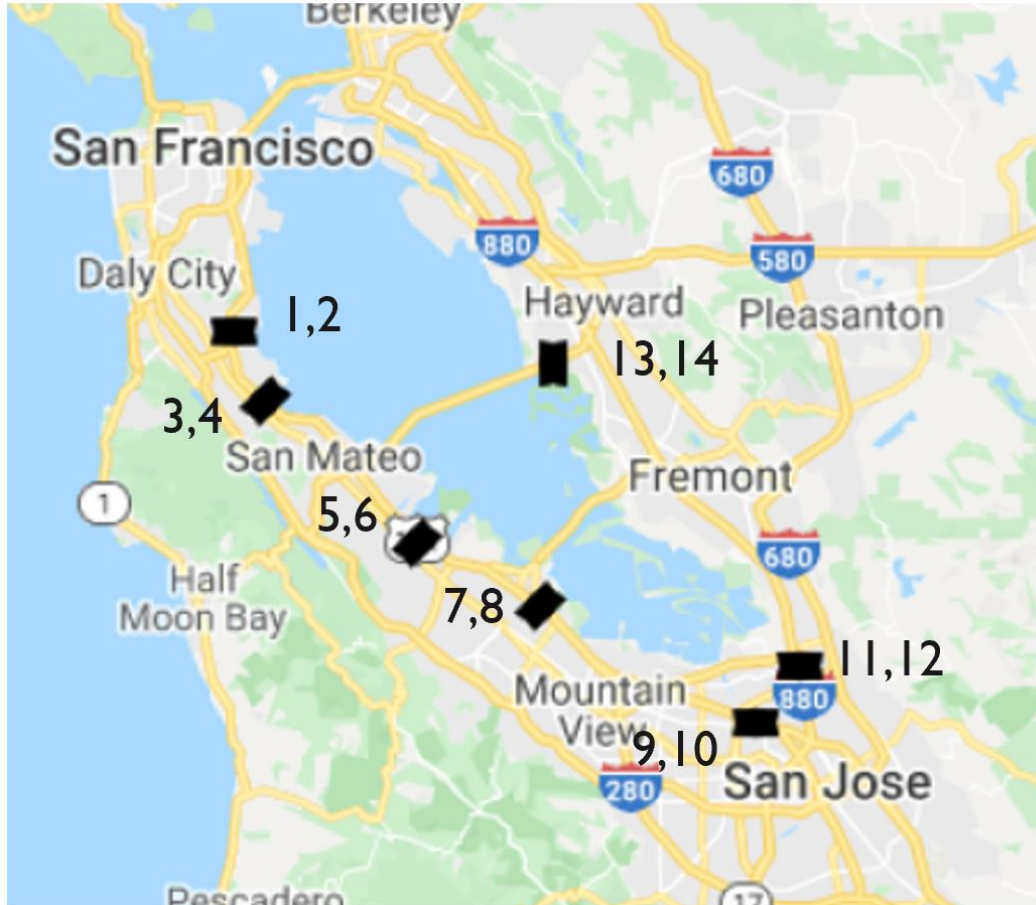 Berkeley
San Francisco
680
880
580
Daly City
Hayward
Pleasanton
1,2
13,14
3,4
San Mateo
Fremont
1
5,6
680
Half
Moon Bay
7,8
11,12
Mountain
View
880
9,10
San Jose
280
Pescadero
17